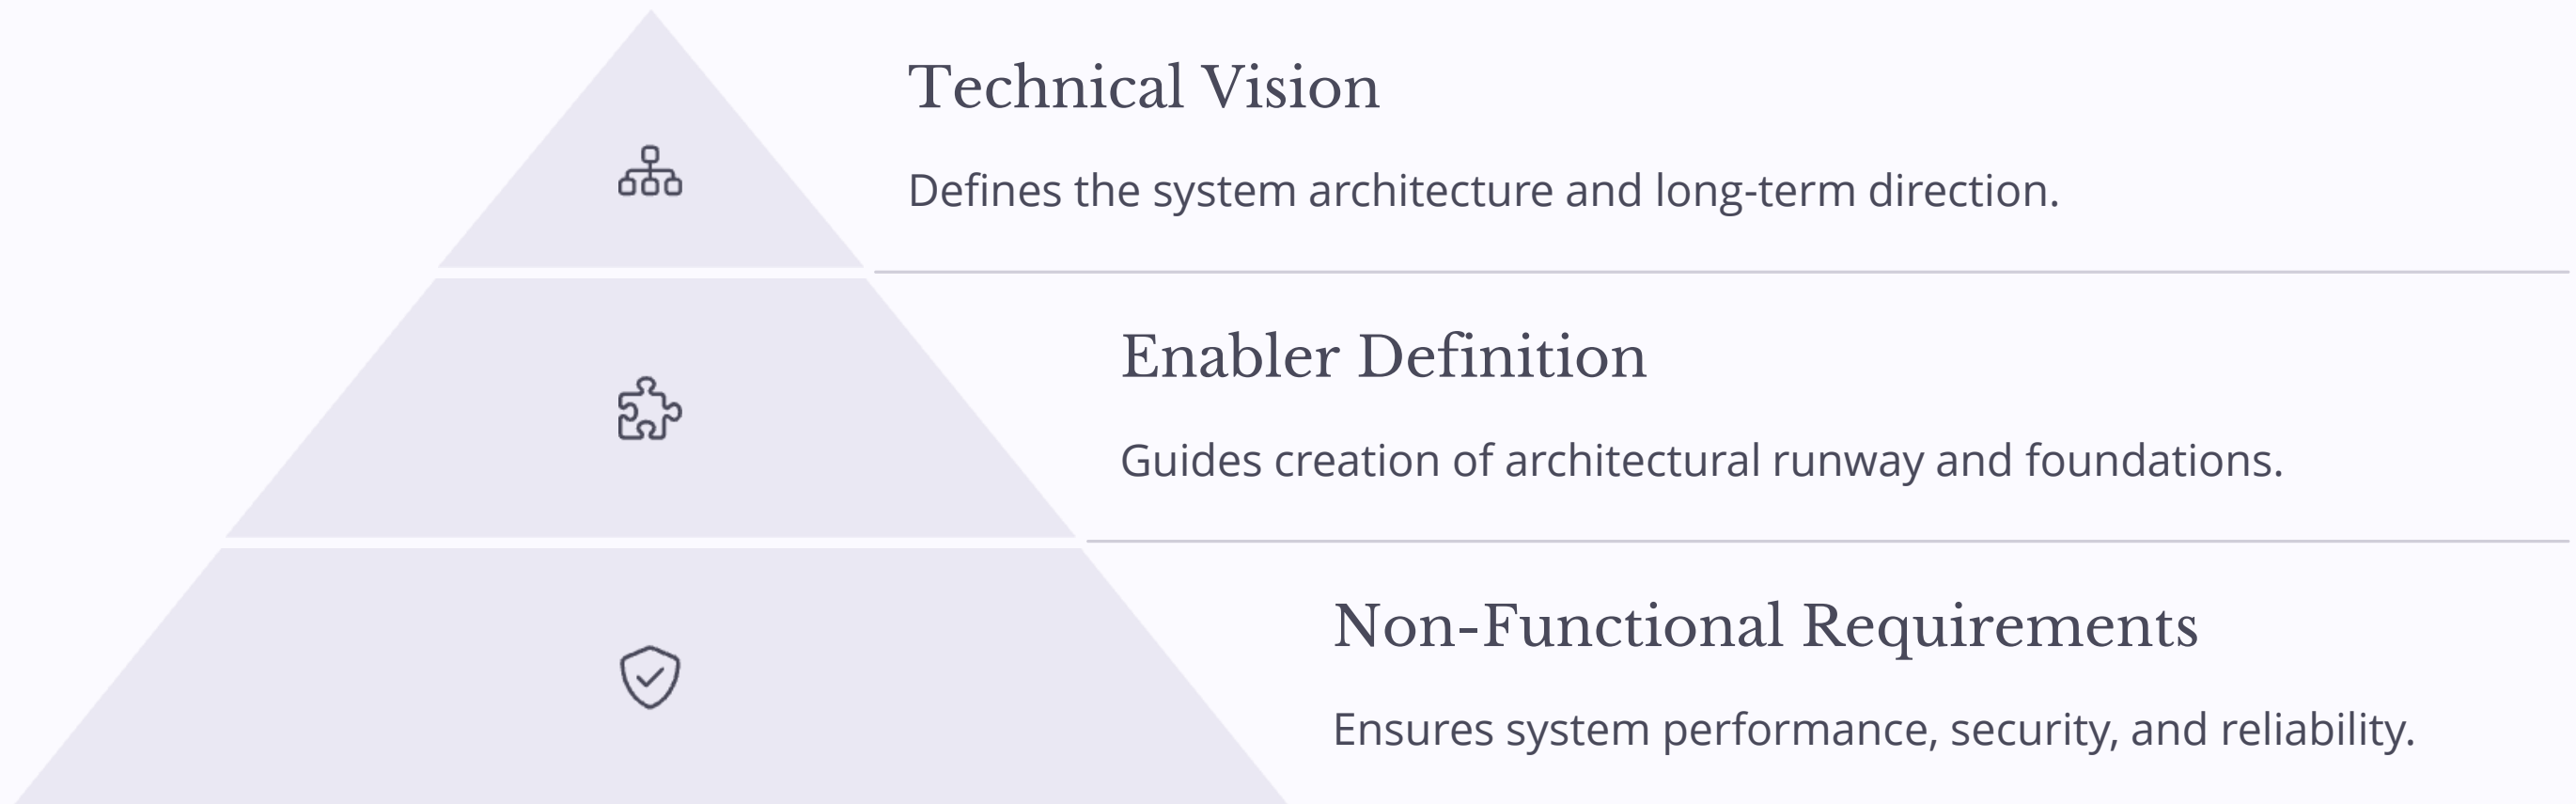 Technical Vision
Defines the system architecture and long-term direction.
Enabler Definition
Guides creation of architectural runway and foundations.
Non-Functional Requirements
Ensures system performance, security, and reliability.